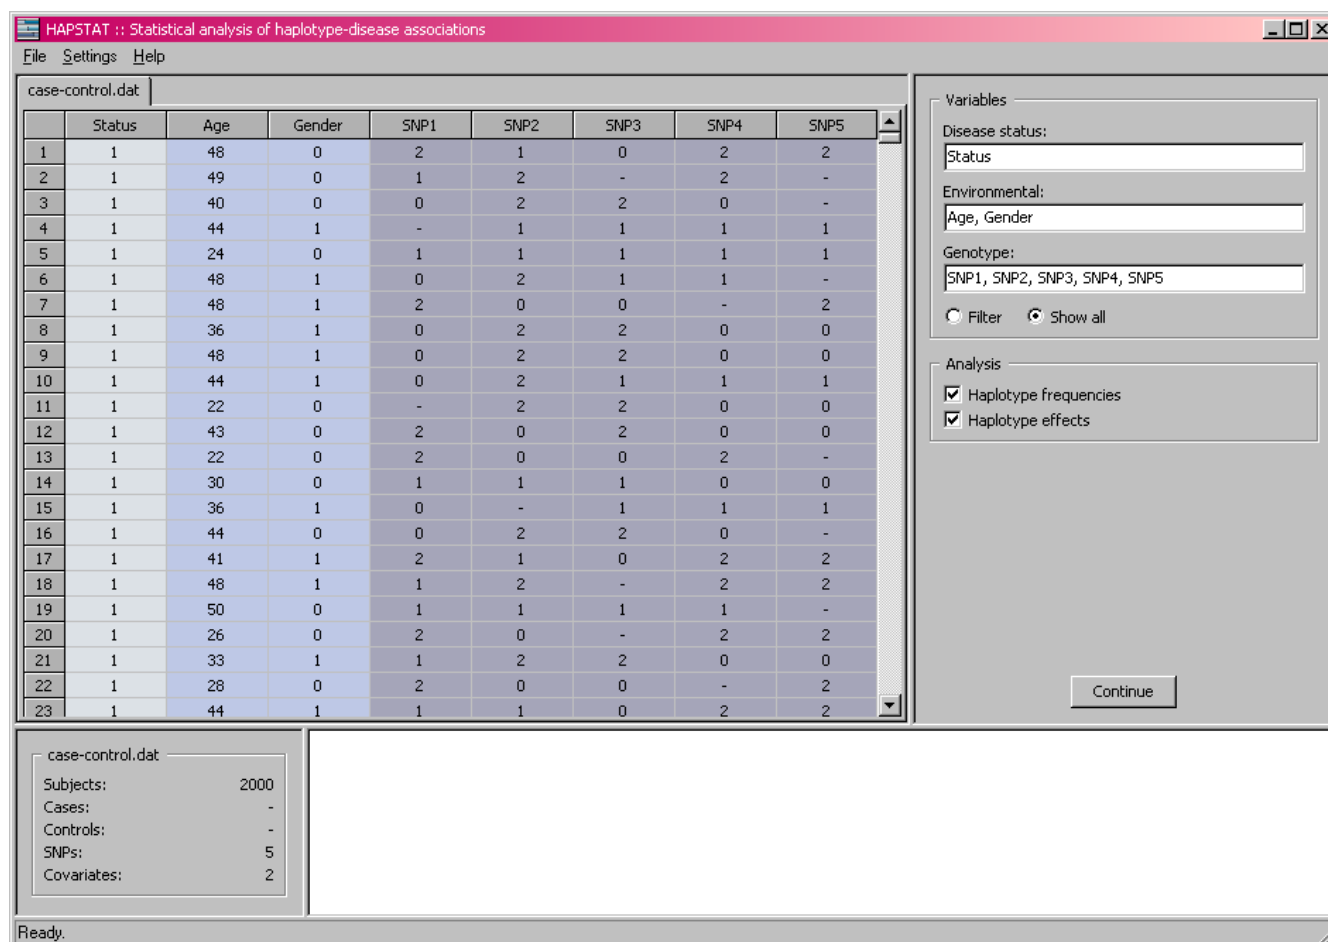 HAPSTAT :: Statistical analysis of haplotype-disease associations
File Settings Help
case-control.dat
Status Age Gender SNP1 SNP2 SNP3 SNP4 SNP5
1 1 48 0 2 1 0 2 2
2 1 49 0 1 2 - 2 -
3 1 40 0 0 2 2 0 -
4 1 44 1 - 1 1 1 1
5 1 24 0 1 1 1 1 1
6 1 48 1 0 2 1 1 -
7 1 48 1 2 0 0 - 2
8 1 36 1 0 2 2 0 0
9 1 48 1 0 2 2 0 0
10 1 44 1 0 2 1 1 1
11 1 22 0 - 2 2 0 0
12 1 43 0 2 0 2 0 0
13 1 22 0 2 0 0 2 -
14 1 30 0 1 1 1 0 0
15 1 36 1 0 - 1 1 1
16 1 44 0 0 2 2 0 -
17 1 41 1 2 1 0 2 2
18 1 48 1 1 2 - 2 2
19 1 50 0 1 1 1 1 -
20 1 26 0 2 0 - 2 2
21 1 33 1 1 2 2 0 0
22 1 28 0 2 0 0 - 2
23 1 44 1 1 1 0 2 2
Variables
Disease status:
Status
Environmental:
Age, Gender
Genotype:
SNP1, SNP2, SNP3, SNP4, SNP5
Filter Show all
Analysis
Haplotype frequencies
Haplotype effects
Continue
case-control.dat
Subjects: 2000
Cases: -
Controls: -
SNPs: 5
Covariates: 2
Ready.